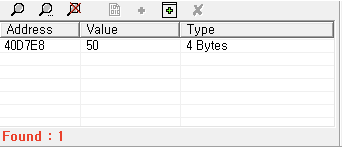 Address Value Type
40D7E8 50 4 Bytes
Found : 1